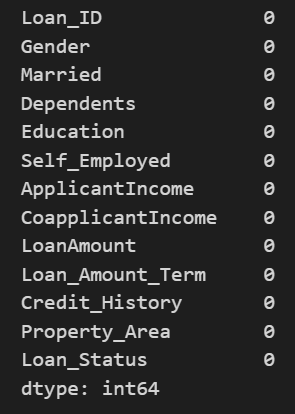 Loan_ID 0
Gender 0
Married 0
Dependents 0
Education 0
Self_Employed 0
ApplicantIncome 0
CoapplicantIncome 0
LoanAmount 0
Loan_Amount_Term 0
Credit_History 0
Property_Area 0
Loan_Status 0
dtype: int64